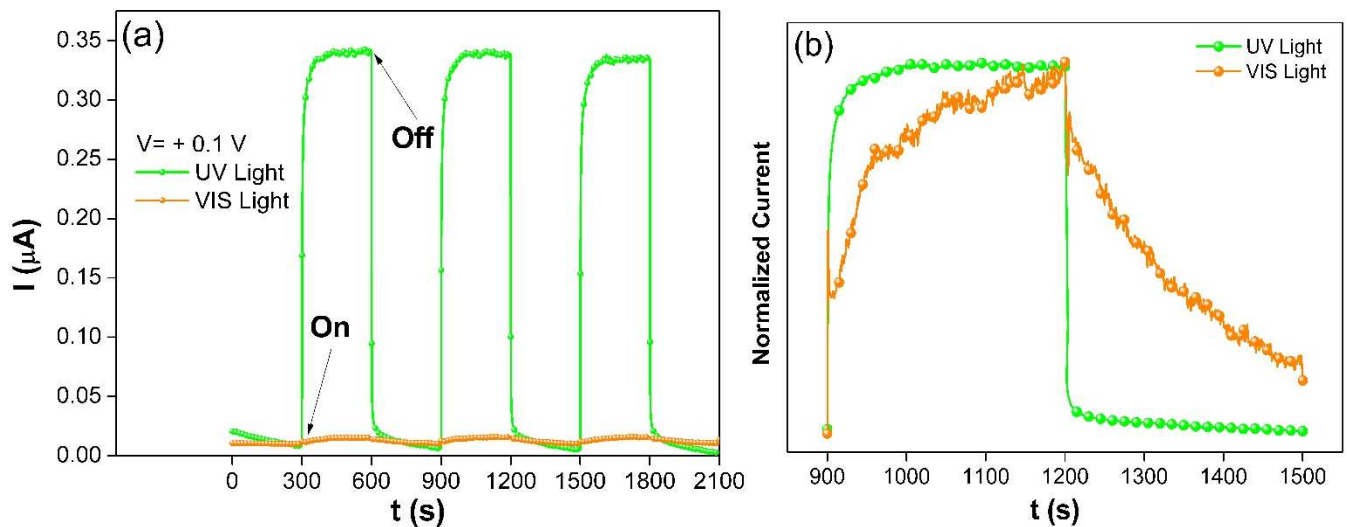 (a)
0.35
0.30
0.25
0.20
0.15
0.10
0.05
0.00
I (μA)
V= + 0.1 V
UV Light
VIS Light
Off
On
0 300 600 900 1200 1500 1800 2100
t (s)
(b)
UV Light
VIS Light
Normalized Current
900 1000 1100 1200 1300 1400 1500
t (s)